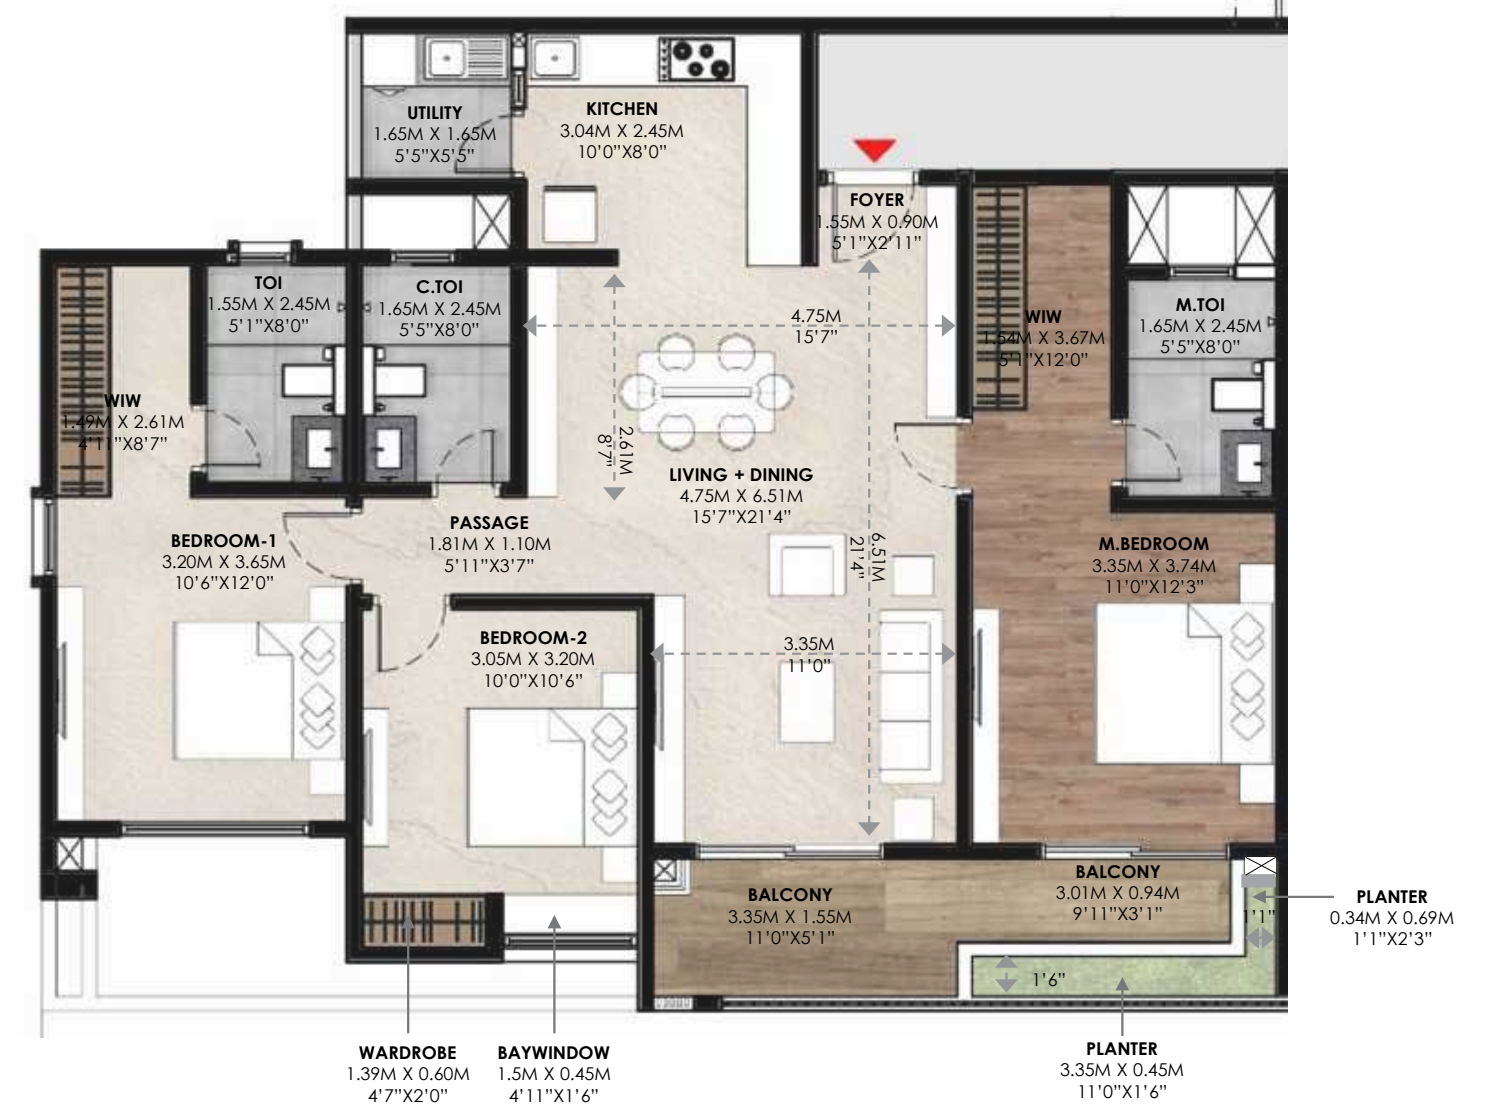 UTILITY
1.65M X 1.65M
5'5"X5'5"
KITCHEN
3.04M X 2.45M
10'0"X8'0"
FOYER
1.55M X 0.90M
5'1"X2'11"
TOI
1.55M X 2.45M
5'1"X8'0"
C.TOI
1.65M X 2.45M
5'5"X8'0"
4.75M
15'7"
WIW
1.54M X 3.67M
5'1"X12'0"
M.TOI
1.65M X 2.45M
5'5"X8'0"
WIW
1.49M X 2.61M
4'11"X8'7"
2.61M
8'7"
LIVING + DINING
4.75M X 6.51M
15'7"X21'4"
PASSAGE
1.81M X 1.10M
5'11"X3'7"
BEDROOM-1
3.20M X 3.65M
10'6"X12'0"
6.51M
21'4"
M.BEDROOM
3.35M X 3.74M
11'0"X12'3"
BEDROOM-2
3.05M X 3.20M
10'0"X10'6"
3.35M
11'0"
BALCONY
3.35M X 1.55M
11'0"X5'1"
BALCONY
3.01M X 0.94M
9'11"X3'1"
1'1"
PLANTER
0.34M X 0.69M
1'1"X2'3"
1'6"
WARDROBE
1.39M X 0.60M
4'7"X2'0"
BAYWINDOW
1.5M X 0.45M
4'11"X1'6"
PLANTER
3.35M X 0.45M
11'0"X1'6"